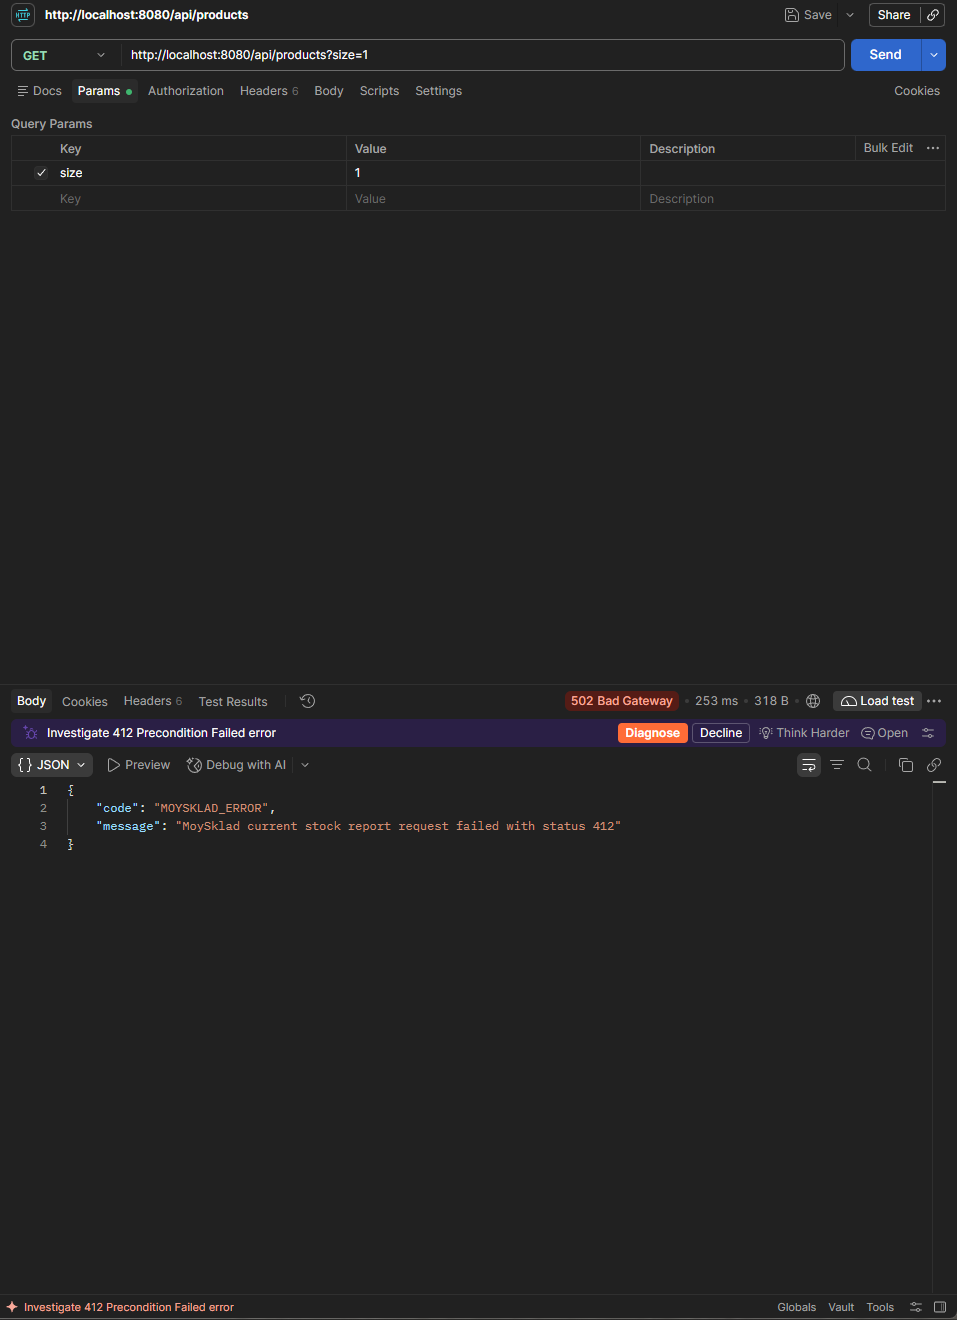 HTTP http://localhost:8080/api/products Save Share
GET http://localhost:8080/api/products?size=1 Send
Docs Params Authorization Headers 6 Body Scripts Settings Cookies
Query Params
Key Value Description Bulk Edit
size 1
Key Value Description
Body Cookies Headers 6 Test Results 502 Bad Gateway 253 ms 318 B Load test
Investigate 412 Precondition Failed error Diagnose Decline Think Harder Open
{} JSON Preview Debug with AI
1 {
2 "code": "MOYSKLAD_ERROR",
3 "message": "MoySklad current stock report request failed with status 412"
4 }
Investigate 412 Precondition Failed error Globals Vault Tools